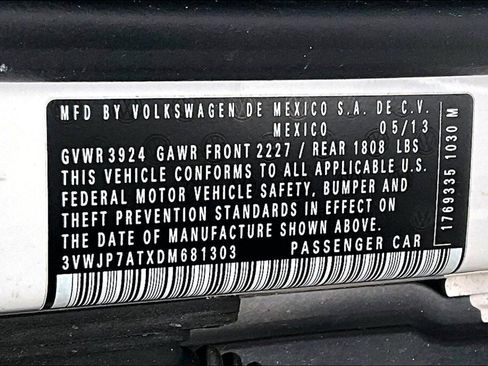 MFD BY VOLKSWAGEN DE MEXICO S.A. DE C.V.
MEXICO 05/13
GVWR 3924 GAWR FRONT 2227 / REAR 1808 LBS
THIS VEHICLE CONFORMS TO ALL APPLICABLE U.S.
FEDERAL MOTOR VEHICLE SAFETY, BUMPER AND
THEFT PREVENTION STANDARDS IN EFFECT ON
THE DATE OF MANUFACTURE SHOWN ABOVE.
3VWJP7ATXDM681303 PASSENGER CAR
1769335 1030 M